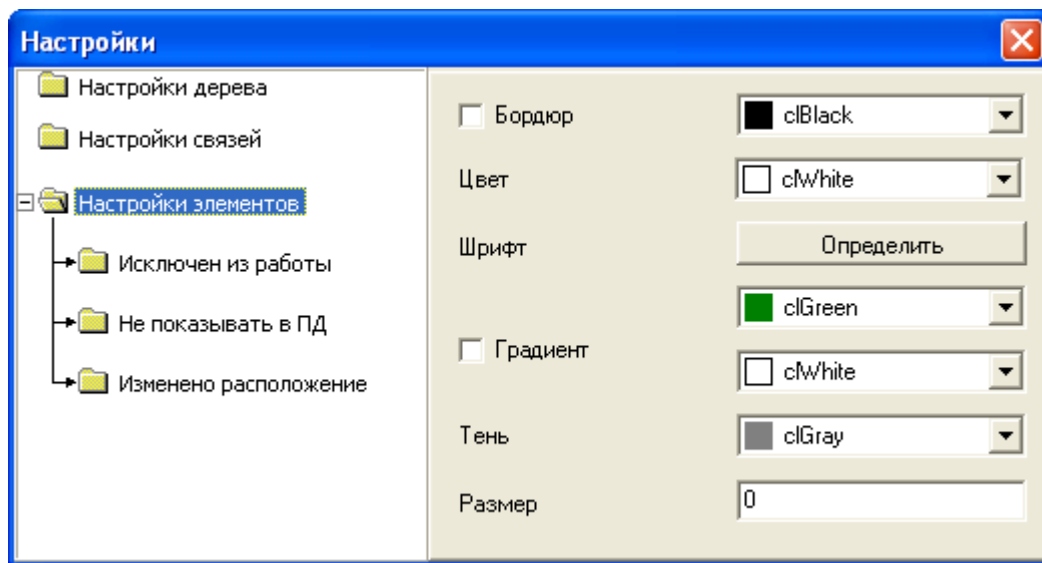 Настройки
Настройки дерева
Настройки связей
Настройки элементов
Исключен из работы
Не показывать в ПД
Изменено расположение
Бордюр
clBlack
Цвет
clWhite
Шрифт
Определить
clGreen
Градиент
clWhite
Тень
clGray
Размер
0